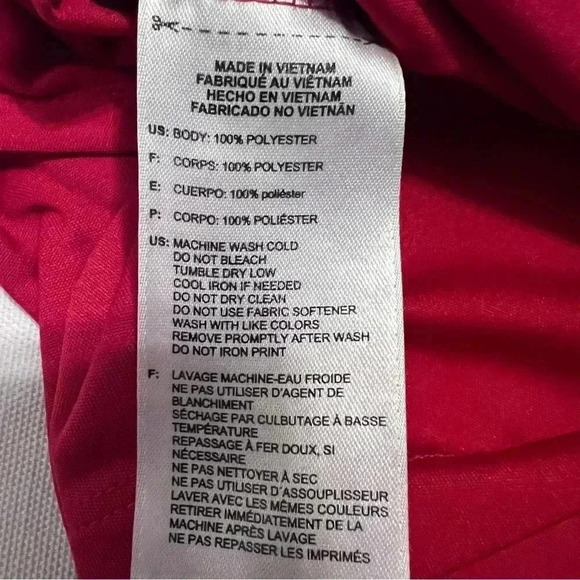 MADE IN VIETNAM
FABRIQUÉ AU VIÊTNAM
HECHO EN VIETNAM
FABRICADO NO VIETNÃN
US: BODY: 100% POLYESTER
F: CORPS: 100% POLYESTER
E: CUERPO: 100% poliéster
P: CORPO: 100% POLIÉSTER
US: MACHINE WASH COLD
DO NOT BLEACH
TUMBLE DRY LOW
COOL IRON IF NEEDED
DO NOT DRY CLEAN
DO NOT USE FABRIC SOFTENER
WASH WITH LIKE COLORS
REMOVE PROMPTLY AFTER WASH
DO NOT IRON PRINT
F: LAVAGE MACHINE-EAU FROIDE
NE PAS UTILISER D'AGENT DE
BLANCHIMENT
SÉCHAGE PAR CULBUTAGE À BASSE
TEMPÉRATURE
REPASSAGE À FER DOUX, SI
NÉCESSAIRE
NE PAS NETTOYER À SEC
NE PAS UTILISER D'ASSOUPLISSEUR
LAVER AVEC LES MÊMES COULEURS
RETIRER IMMÉDIATEMENT DE LA
MACHINE APRÈS LAVAGE
NE PAS REPASSER LES IMPRIMÉS